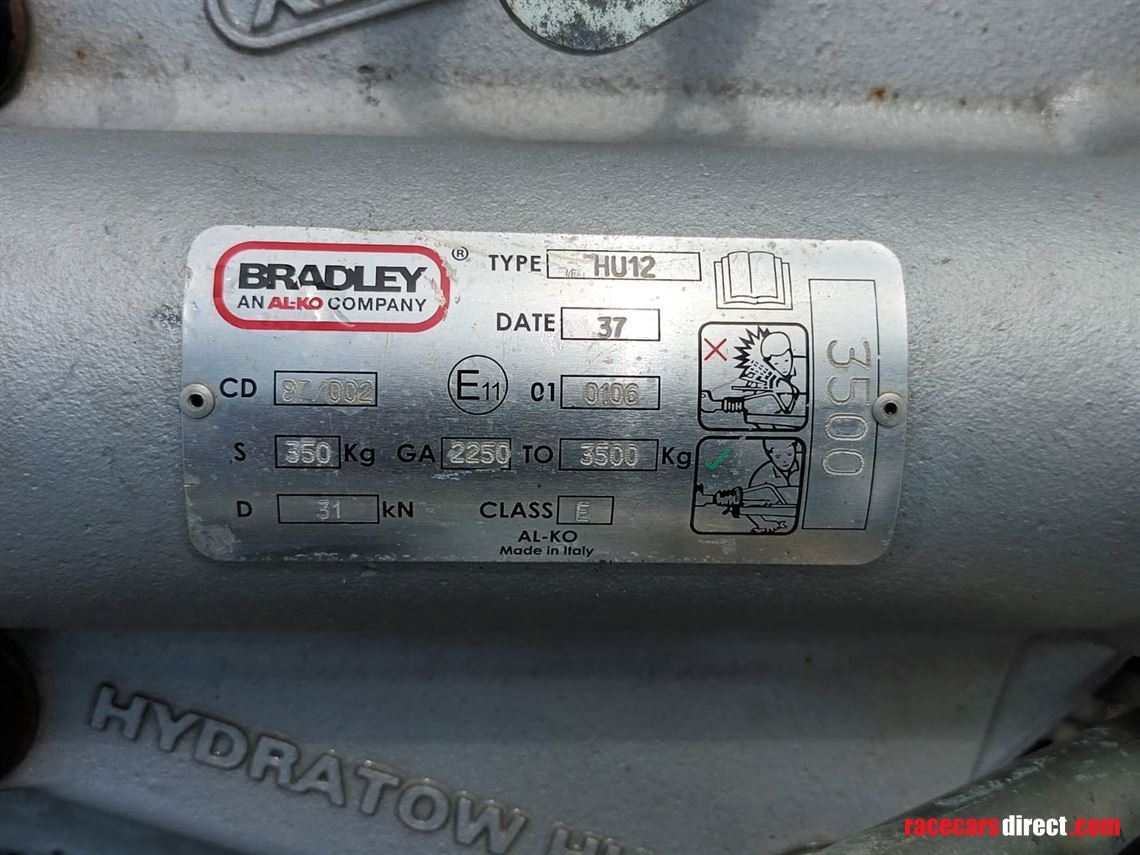 BRADLEY ®
AN AL-KO COMPANY
TYPE HU12
DATE 37
CD 97/002 E11 01 0106
S 350 Kg GA 2250 TO 3500 Kg
D 31 kN CLASS
AL-KO
Made in Italy
3500
HYDRATOW
racecarsdirect.com